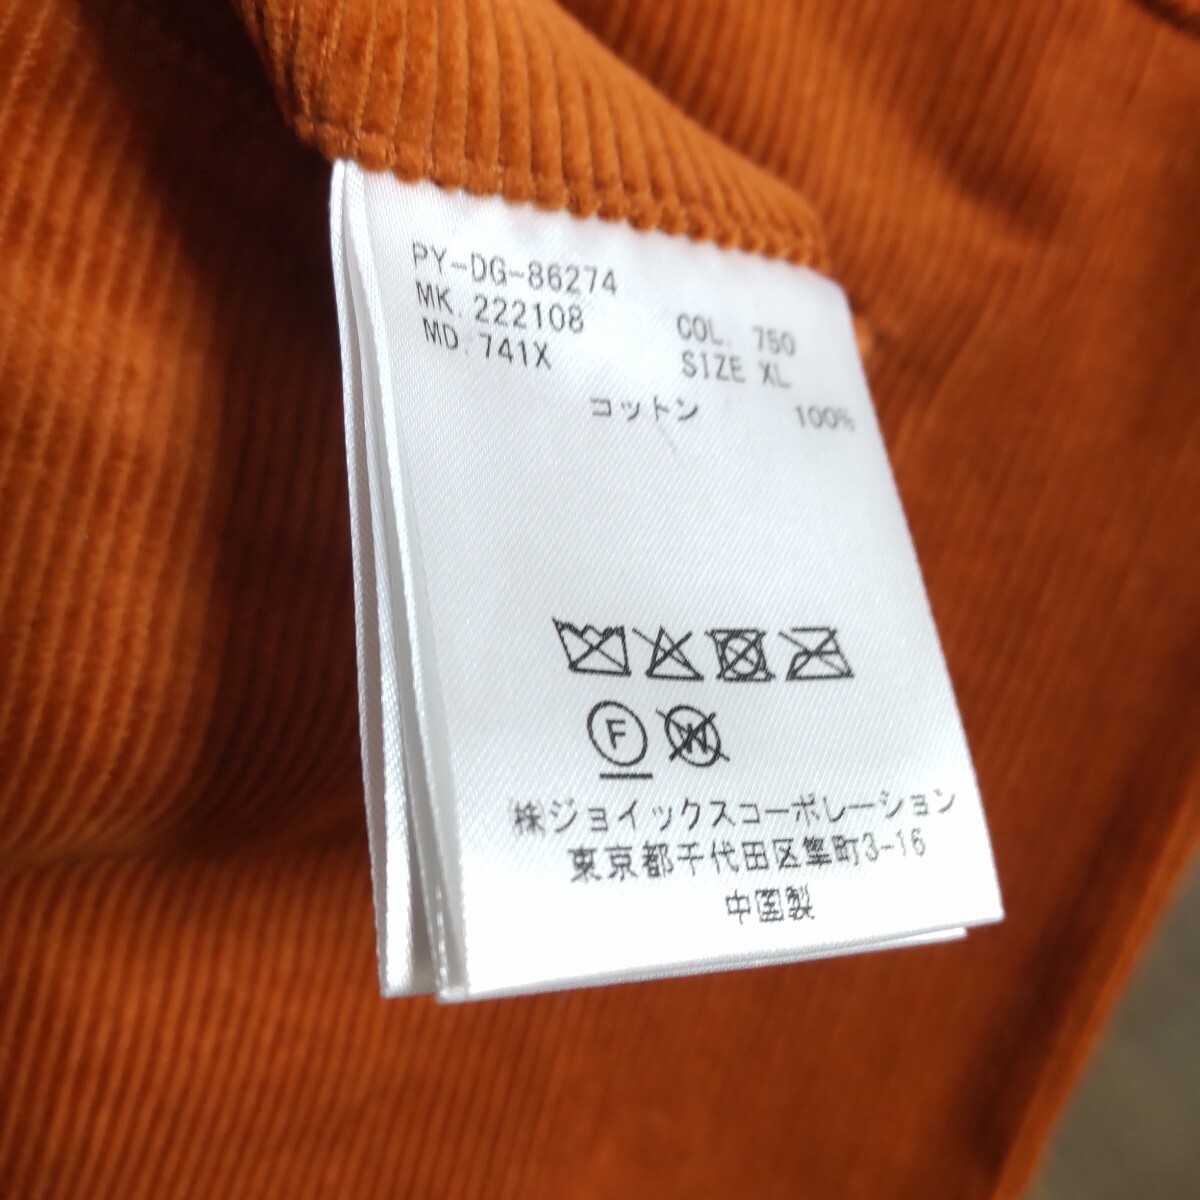 PY-DG-86274
MK. 222108 COL. 750
MD. 741X SIZE XL
コットン 100%
F
W
㈱ジョイックスコーポレーション
東京都千代田区隼町3-16
中国製